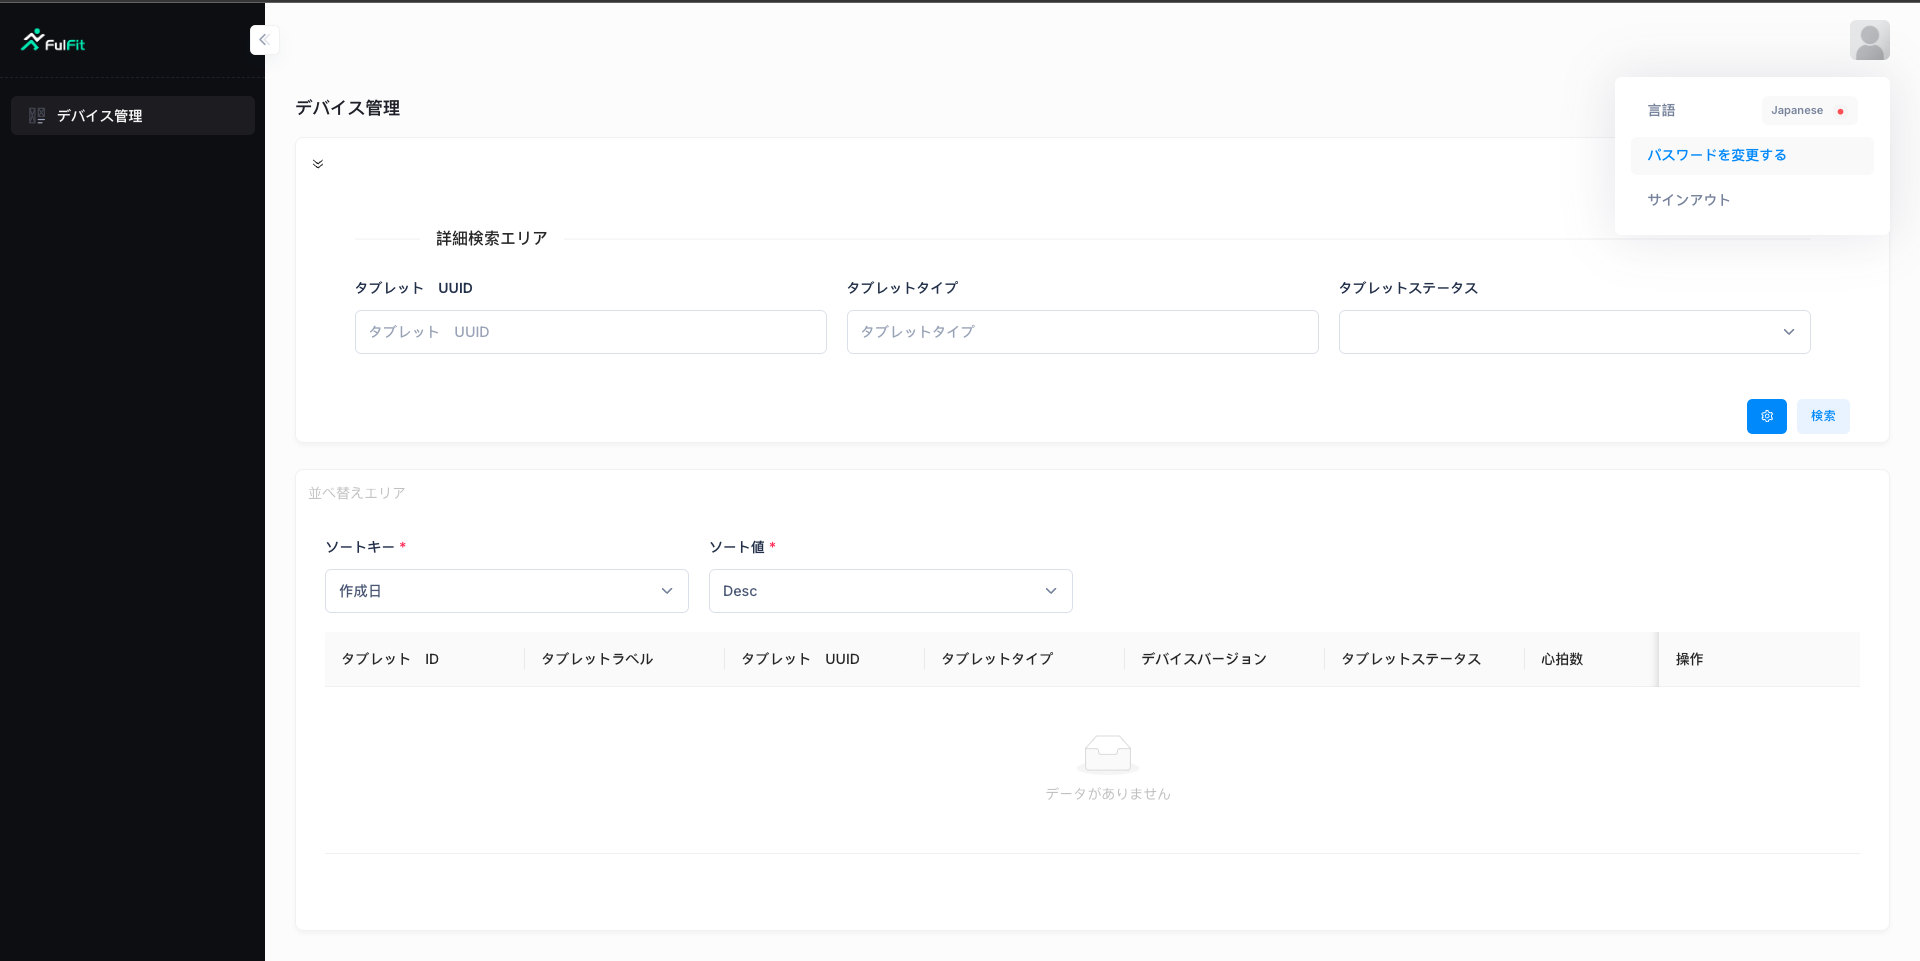 FulFit
デバイス管理
デバイス管理
言語 Japanese
パスワードを変更する
サインアウト
詳細検索エリア
タブレット　UUID タブレットタイプ タブレットステータス
タブレット　UUID タブレットタイプ
検索
並べ替えエリア
ソートキー * ソート値 *
作成日 Desc
タブレット　ID タブレットラベル タブレット　UUID タブレットタイプ デバイスバージョン タブレットステータス 心拍数 操作
データがありません